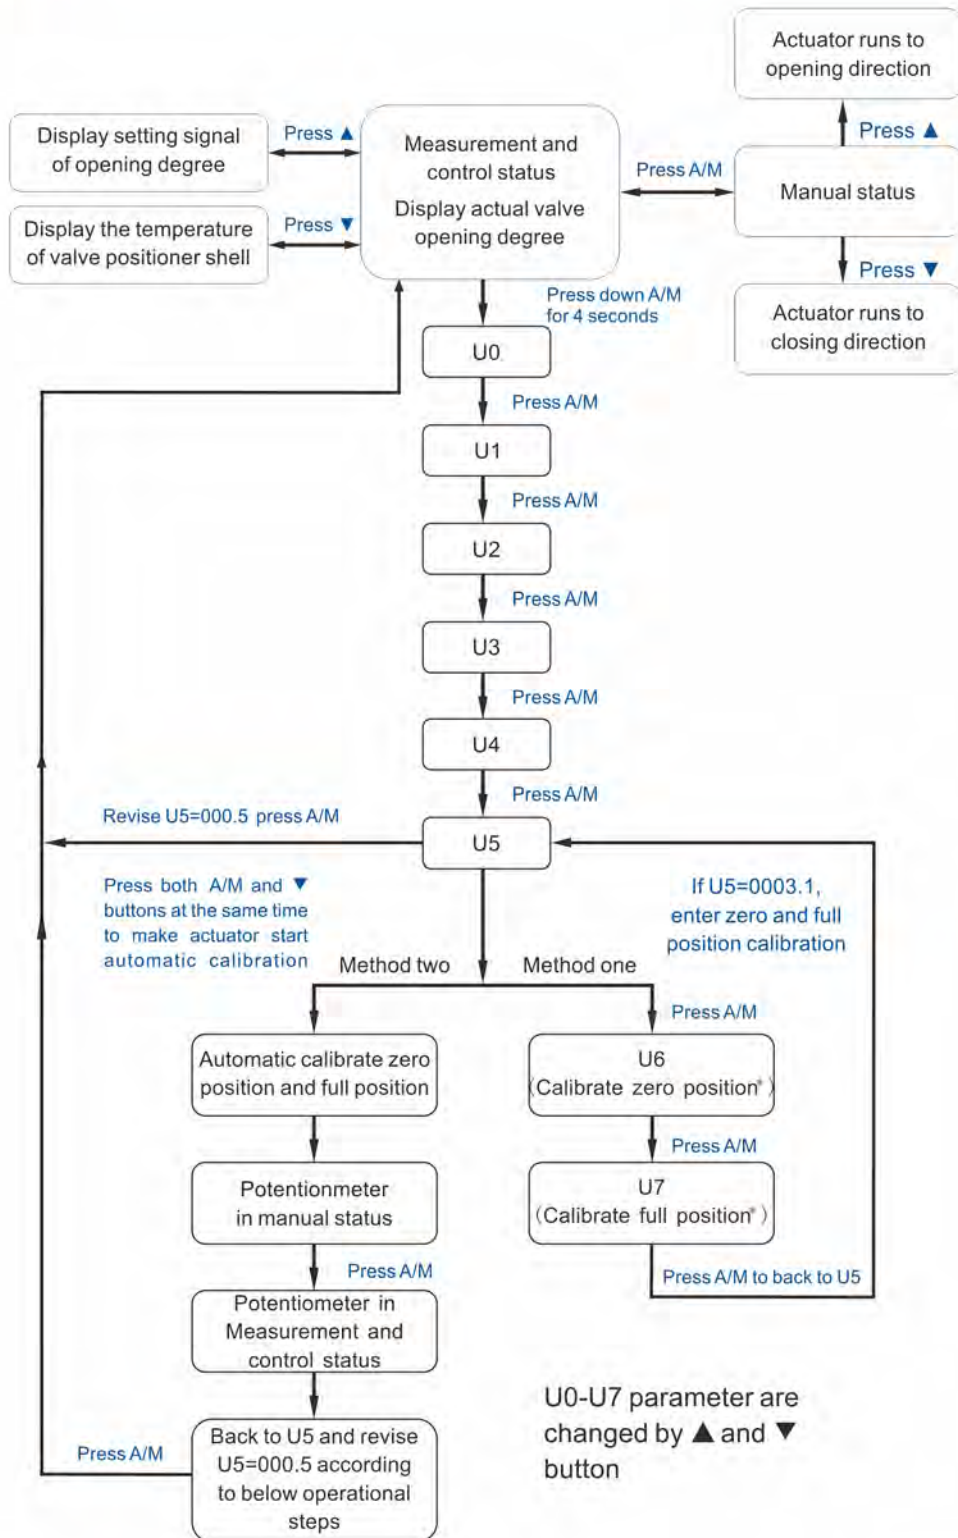 Actuator runs to
opening direction
Display setting signal
of opening degree
Press ▲
Measurement and
control status
Display actual valve
opening degree
Press A/M
Press ▲
Manual status
Display the temperature
of valve positioner shell
Press ▼
Press ▼
Actuator runs to
closing direction
Press down A/M
for 4 seconds
U0
Press A/M
U1
Press A/M
U2
Press A/M
U3
Press A/M
U4
Press A/M
U5
Revise U5=000.5 press A/M
Press both A/M and ▼
buttons at the same time
to make actuator start
automatic calibration
If U5=0003.1,
enter zero and full
position calibration
Method two
Method one
Press A/M
Automatic calibrate zero
position and full position
U6
(Calibrate zero position*)
Press A/M
Potentionmeter
in manual status
U7
(Calibrate full position*)
Press A/M
Press A/M to back to U5
Potentiometer in
Measurement and
control status
Back to U5 and revise
U5=000.5 according
to below operational
steps
Press A/M
U0-U7 parameter are
changed by ▲ and ▼
button